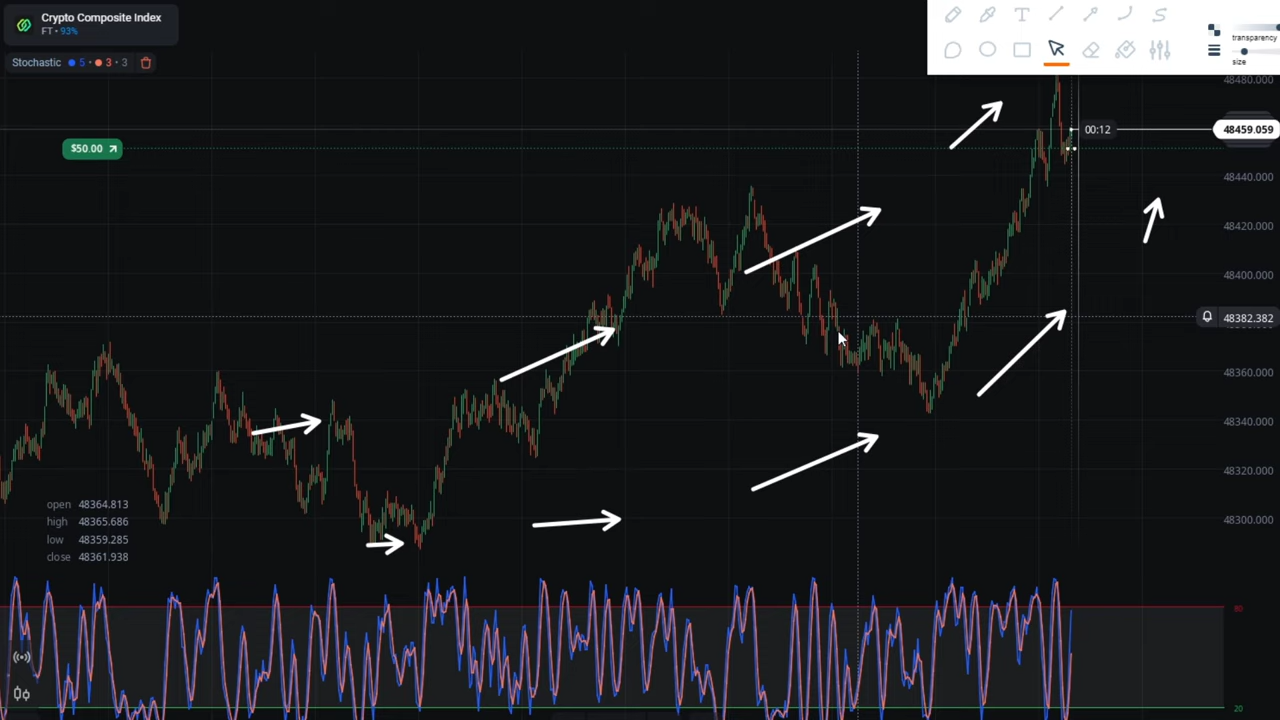 Crypto Composite Index
FT • 93%
Stochastic 5 • 3 • 3
T
transparency
size
48480.000
00:12
48459.059
$50.00
48440.000
48420.000
48400.000
48382.382
48360.000
48340.000
48320.000
48300.000
open 48364.813
high 48365.686
low 48359.285
close 48361.938
80
20